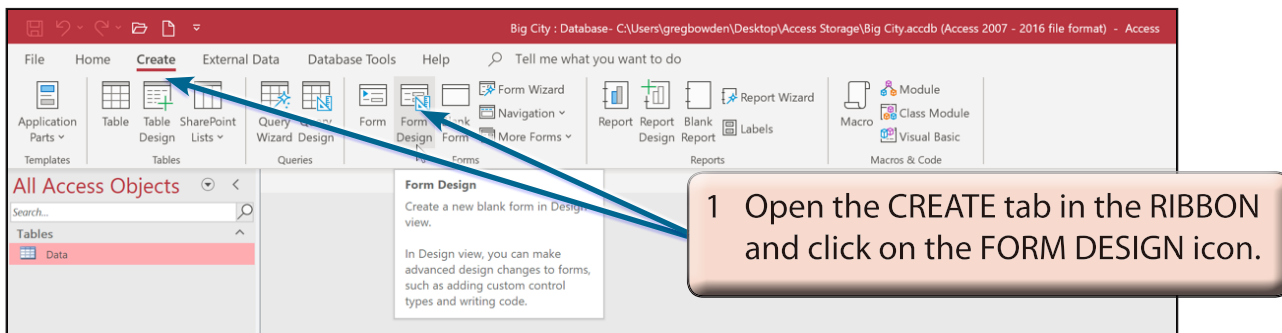 Big City : Database- C:\Users\gregbowden\Desktop\Access Storage\Big City.accdb (Access 2007 - 2016 file format) - Access
File Home Create External Data Database Tools Help Tell me what you want to do
Application Parts
Templates
Table
Table Design
SharePoint Lists
Tables
Query Wizard
Design
Queries
Form
Form Design
Form
Form Wizard
Navigation
More Forms
Forms
Report
Report Design
Blank Report
Report Wizard
Labels
Reports
Macro
Module
Class Module
Visual Basic
Macros & Code
All Access Objects
Search...
Tables
Data
Form Design
Create a new blank form in Design
view.
In Design view, you can make
advanced design changes to forms,
such as adding custom control
types and writing code.
1 Open the CREATE tab in the RIBBON
and click on the FORM DESIGN icon.